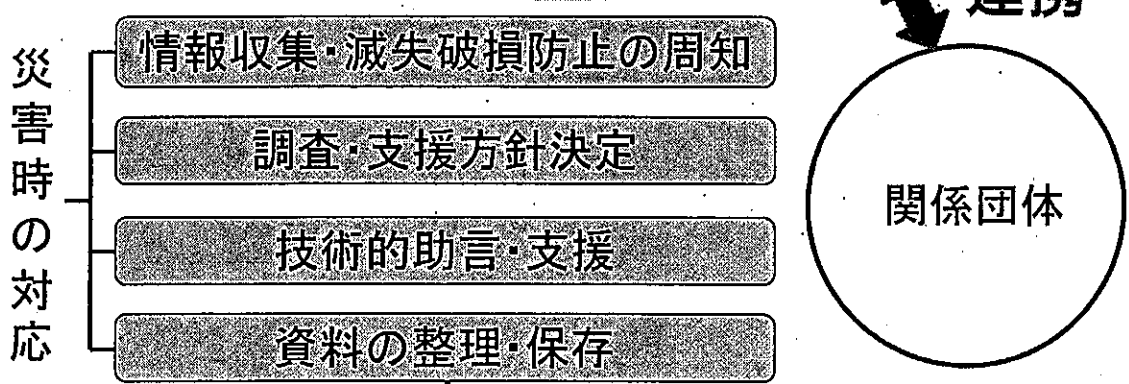 連携
災害時の対応
情報収集・滅失破損防止の周知
調査・支援方針決定
技術的助言・支援
資料の整理・保存
関係団体